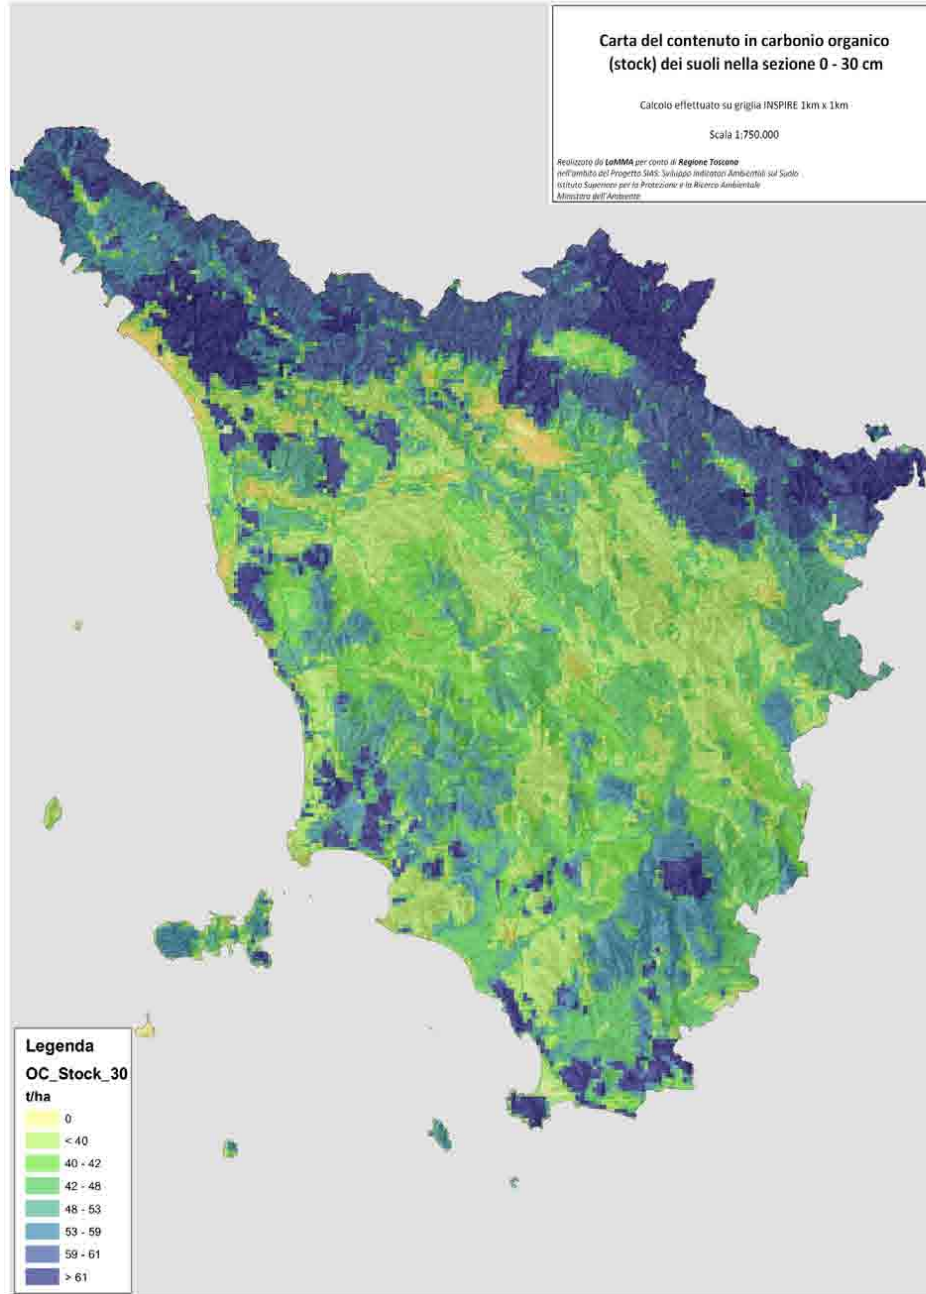 Carta del contenuto in carbonio organico
(stock) dei suoli nella sezione 0 - 30 cm
Calcolo effettuato su griglia INSPIRE 1km x 1km
Scala 1:750.000
Realizzato da LaMMA per conto di Regione Toscana
nell'ambito del Progetto SIAS: Sviluppo Indicatori Ambientali sul Suolo
Istituto Superiore per la Protezione e la Ricerca Ambientale
Ministero dell'Ambiente
Legenda
OC_Stock_30
t/ha
0
< 40
40 - 42
42 - 48
48 - 53
53 - 59
59 - 61
> 61